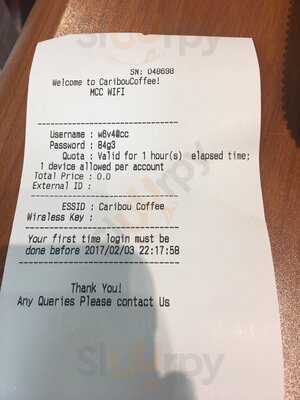 SN: 040698
Welcome to CaribouCoffee!
MCC WIFI
Username : w8v4@cc
Password : 84g3
Quota : Valid for 1 hour(s) elapsed time;
1 device allowed per account
Total Price : 0.0
External ID :
ESSID : Caribou Coffee
Wireless Key :
Your first time login must be
done before 2017/02/03 22:17:58
Thank You!
Any Queries Please contact Us